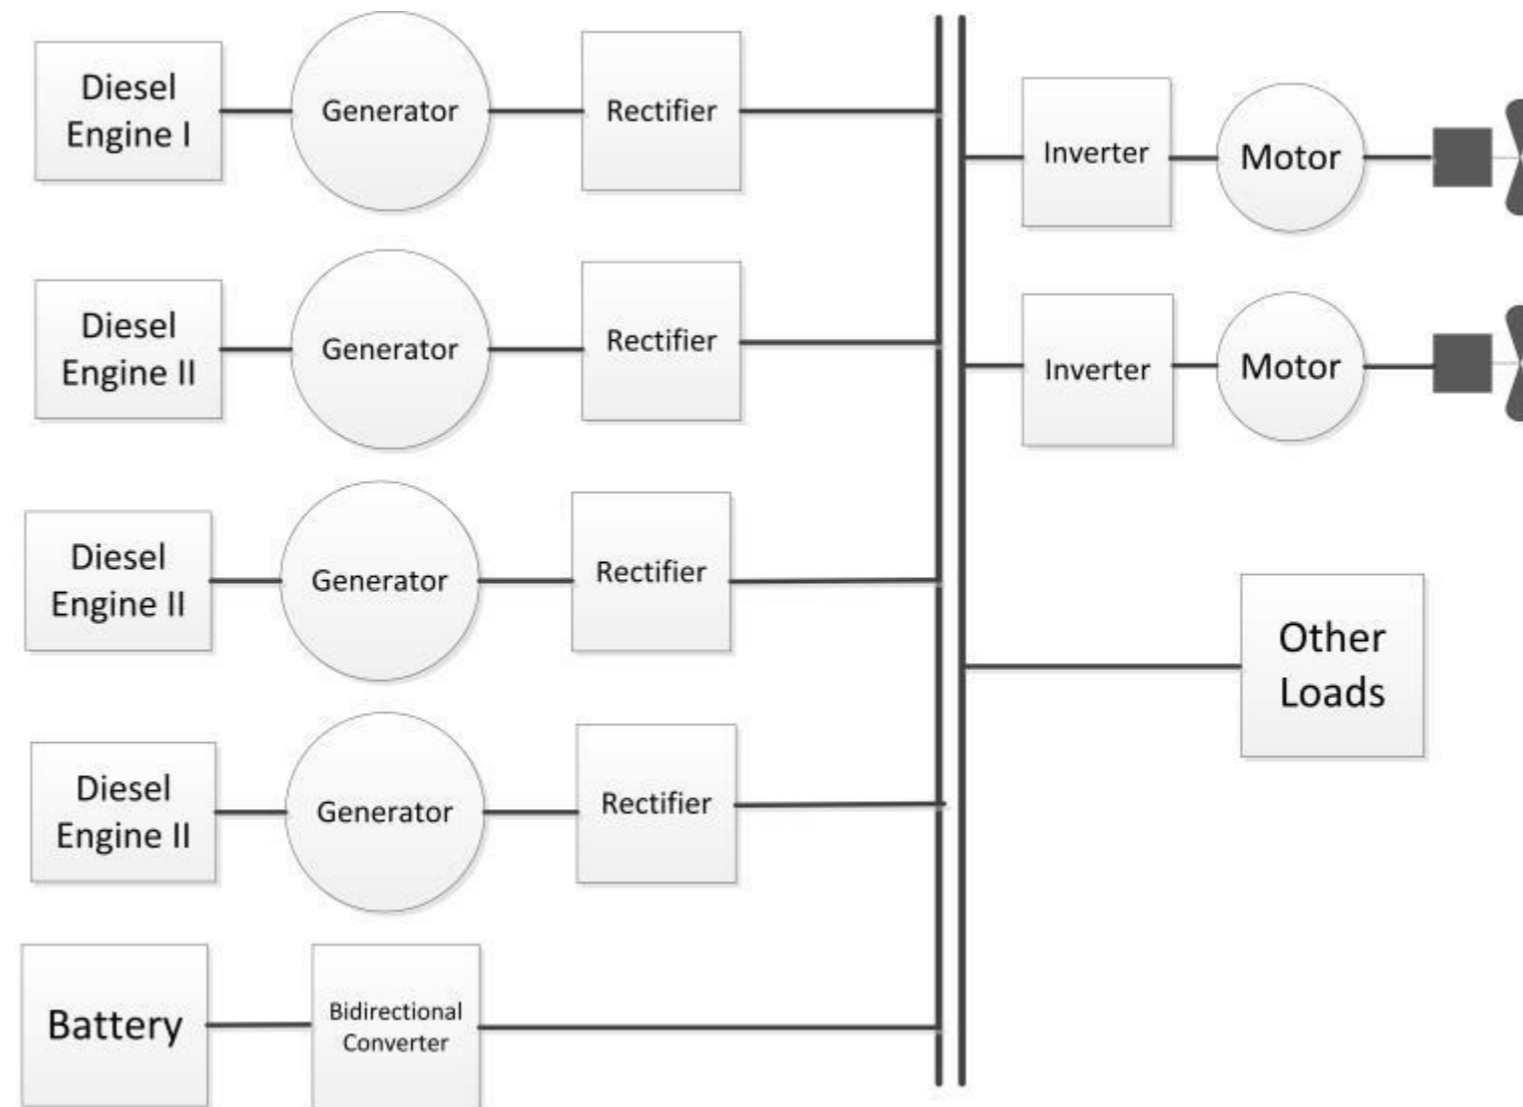 Diesel
Engine I
Generator
Rectifier
Inverter
Motor
Diesel
Engine II
Generator
Rectifier
Inverter
Motor
Diesel
Engine II
Generator
Rectifier
Other
Loads
Diesel
Engine II
Generator
Rectifier
Battery
Bidirectional
Converter